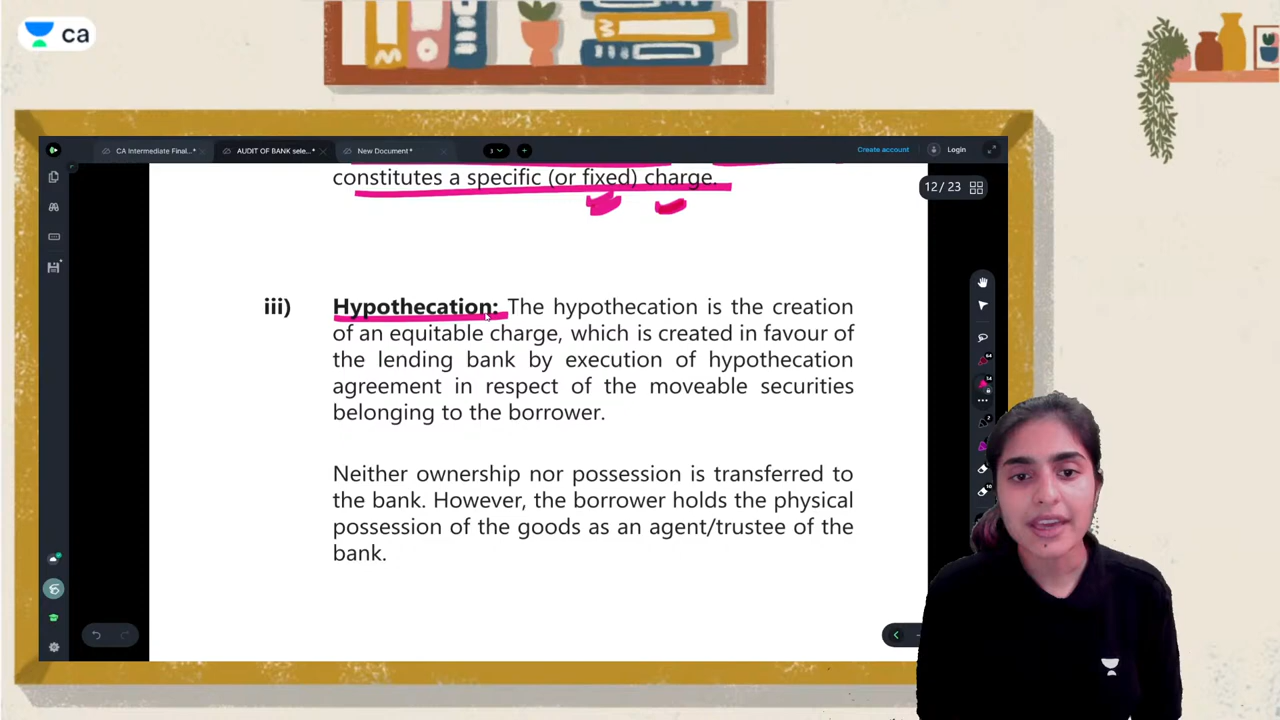 ca
CA Intermediate Final...*
AUDIT OF BANK sele...*
New Document*
3
Create account
Login
constitutes a specific (or fixed) charge.
12/ 23
iii) Hypothecation: The hypothecation is the creation
of an equitable charge, which is created in favour of
the lending bank by execution of hypothecation
agreement in respect of the moveable securities
belonging to the borrower.
Neither ownership nor possession is transferred to
the bank. However, the borrower holds the physical
possession of the goods as an agent/trustee of the
bank.